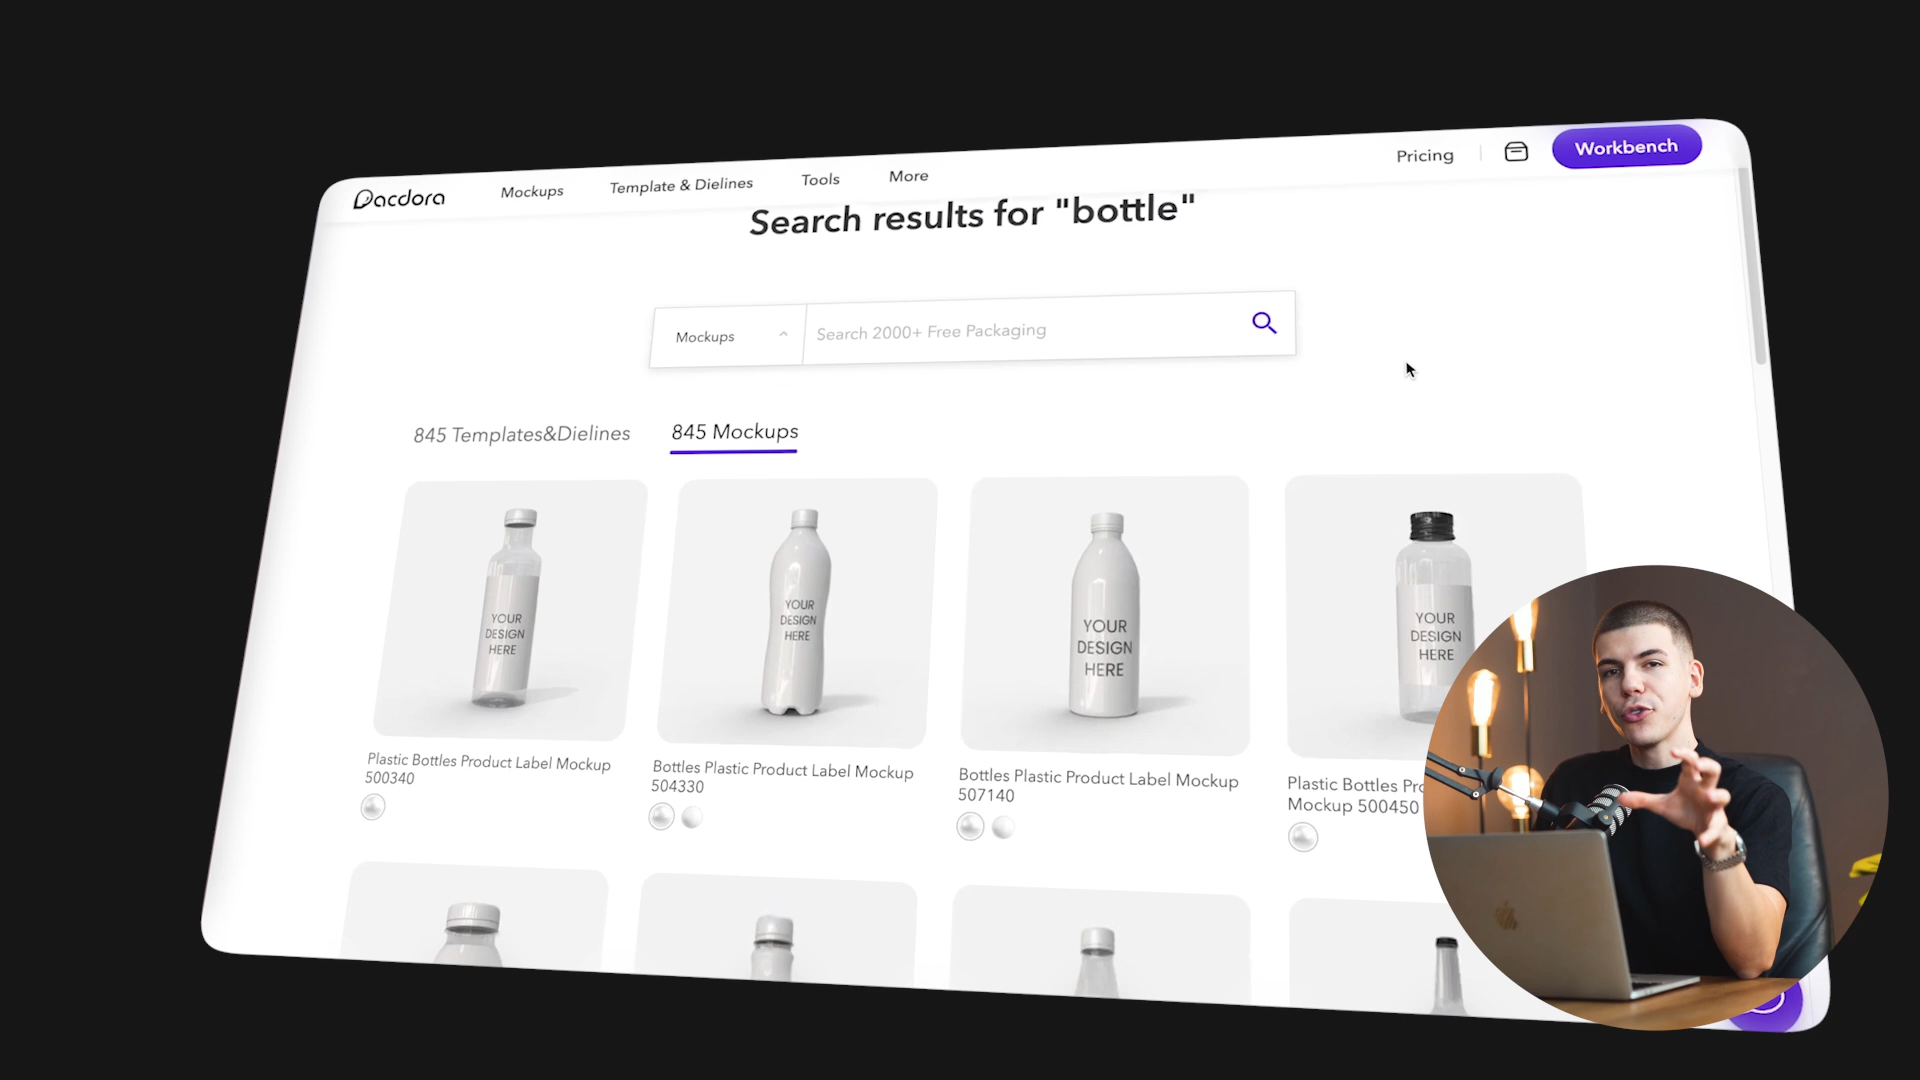 Pacdora
Mockups
Template & Dielines
Tools
More
Pricing
Workbench
Search results for "bottle"
Mockups
Search 2000+ Free Packaging
845 Templates&Dielines
845 Mockups
YOUR
DESIGN
HERE
YOUR
DESIGN
HERE
YOUR
DESIGN
HERE
YOUR
DESIGN
HERE
Plastic Bottles Product Label Mockup
500340
Bottles Plastic Product Label Mockup
504330
Bottles Plastic Product Label Mockup
507140
Plastic Bottles
Mockup 500450